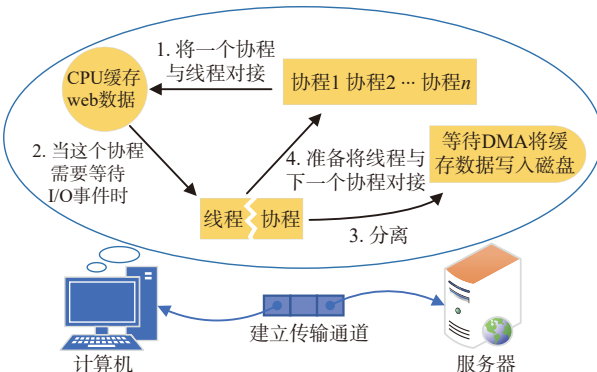 1. 将一个协程
与线程对接
CPU缓存
web数据
协程1 协程2 ··· 协程n
2. 当这个协程
需要等待
I/O事件时
4. 准备将线程与
下一个协程对接
等待DMA将缓
存数据写入磁盘
线程 协程
3. 分离
建立传输通道
计算机
服务器